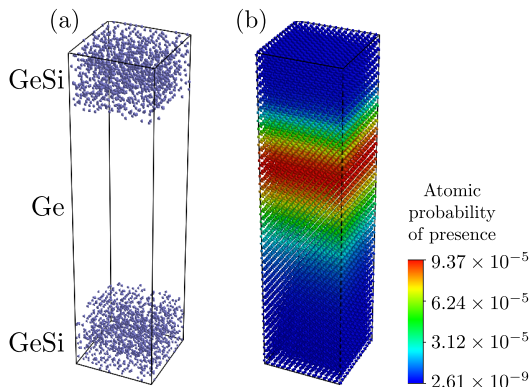 (a)
(b)
GeSi
Ge
GeSi
Atomic
probability
of presence
9.37 × 10⁻⁵
6.24 × 10⁻⁵
3.12 × 10⁻⁵
2.61 × 10⁻⁹